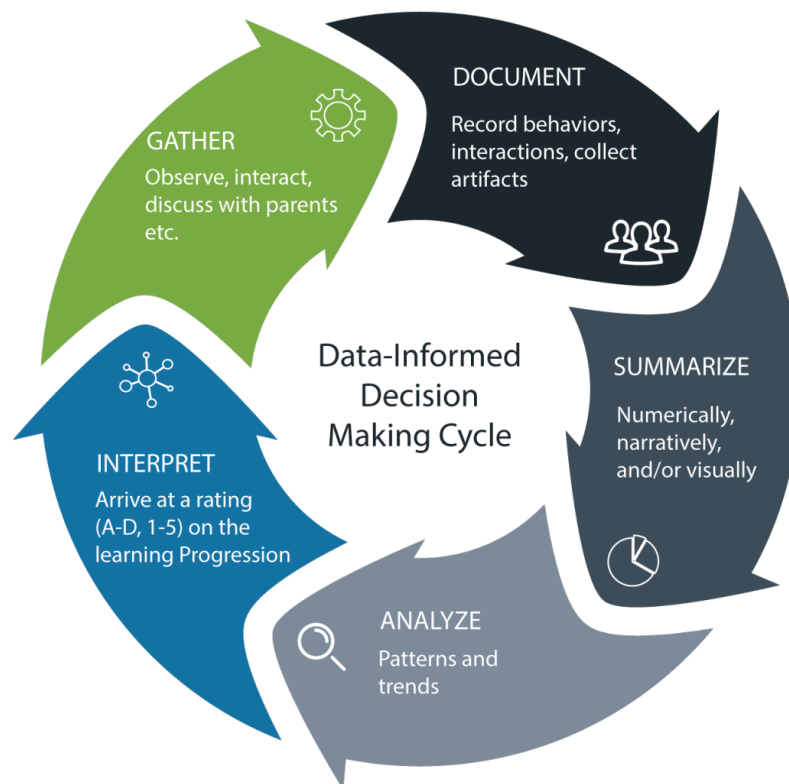 GATHER
Observe, interact,
discuss with parents
etc.
DOCUMENT
Record behaviors,
interactions, collect
artifacts
SUMMARIZE
Numerically,
narratively,
and/or visually
ANALYZE
Patterns and
trends
INTERPRET
Arrive at a rating
(A-D, 1-5) on the
learning Progression
Data-Informed
Decision
Making Cycle